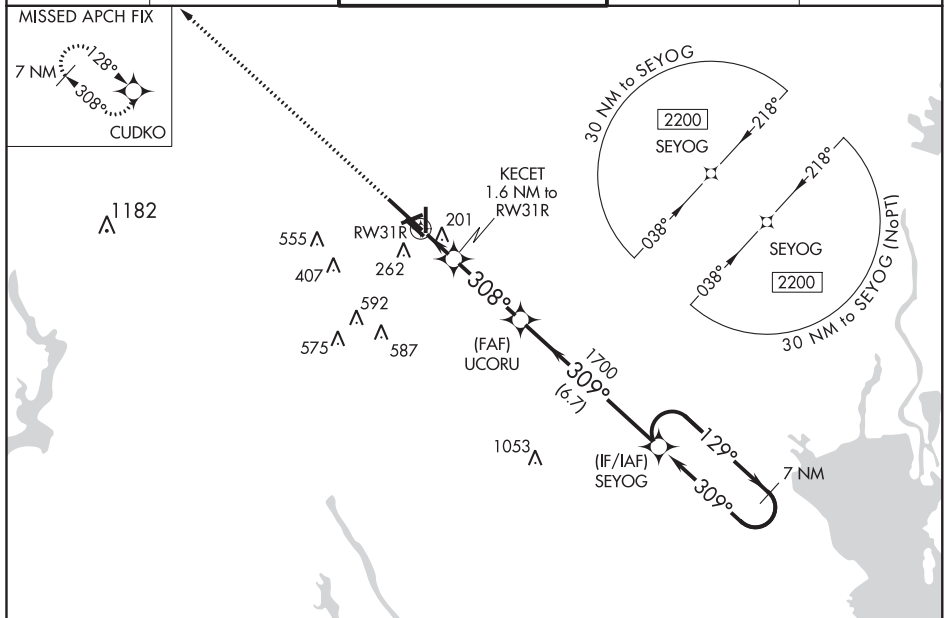 MISSED APCH FIX
7 NM
128°
308°
CUDKO
30 NM to SEYOG
2200
SEYOG
218°
038°
218°
038°
SEYOG
2200
30 NM to SEYOG (NoPT)
KECET
1.6 NM to
RW31R
1182
RW31R
201
555
407
262
592
575
587
308°
(FAF)
UCORU
1700
309°
(6.7)
1053
(IF/IAF)
SEYOG
129°
309°
7 NM